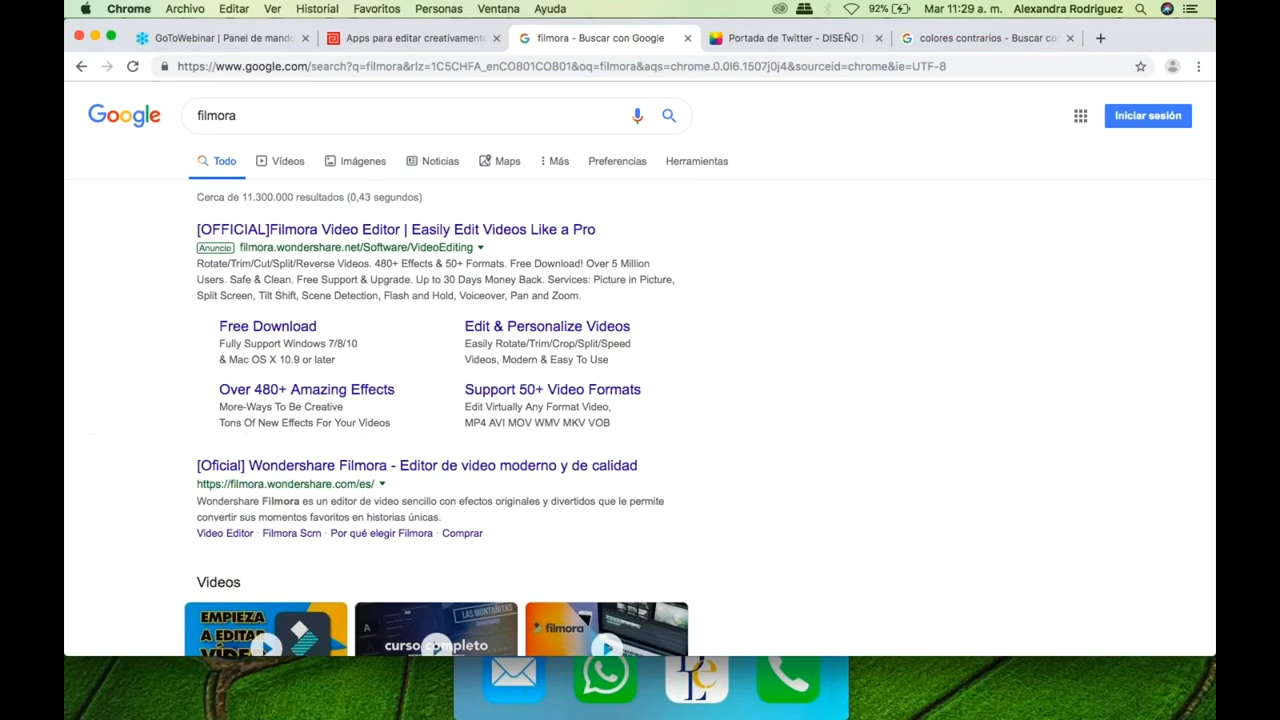 Chrome Archivo Editar Ver Historial Favoritos Personas Ventana Ayuda 92% Mar 11:29 a. m. Alexandra Rodriguez
GoToWebinar | Panel de mando Apps para editar creativamente filmora - Buscar con Google Portada de Twitter - DISEÑO | colores contrarios - Buscar co
https://www.google.com/search?q=filmora&rlz=1C5CHFA_enCO801CO801&oq=filmora&aqs=chrome.0.0l6.1507j0j4&sourceid=chrome&ie=UTF-8
Google filmora Iniciar sesión
Todo Vídeos Imágenes Noticias Maps Más Preferencias Herramientas
Cerca de 11.300.000 resultados (0,43 segundos)
[OFFICIAL]Filmora Video Editor | Easily Edit Videos Like a Pro
Anuncio filmora.wondershare.net/Software/VideoEditing
Rotate/Trim/Cut/Split/Reverse Videos. 480+ Effects & 50+ Formats. Free Download! Over 5 Million
Users. Safe & Clean. Free Support & Upgrade. Up to 30 Days Money Back. Services: Picture in Picture,
Split Screen, Tilt Shift, Scene Detection, Flash and Hold, Voiceover, Pan and Zoom.
Free Download Edit & Personalize Videos
Fully Support Windows 7/8/10 Easily Rotate/Trim/Crop/Split/Speed
& Mac OS X 10.9 or later Videos, Modern & Easy To Use
Over 480+ Amazing Effects Support 50+ Video Formats
More-Ways To Be Creative Edit Virtually Any Format Video,
Tons Of New Effects For Your Videos MP4 AVI MOV WMV MKV VOB
[Oficial] Wondershare Filmora - Editor de video moderno y de calidad
https://filmora.wondershare.com/es/
Wondershare Filmora es un editor de video sencillo con efectos originales y divertidos que le permite
convertir sus momentos favoritos en historias únicas.
Video Editor · Filmora Scrn · Por qué elegir Filmora · Comprar
Videos
EMPIEZA
A EDITAR
VÍDEO
LAS MONTAÑITAS
curso completo
filmora